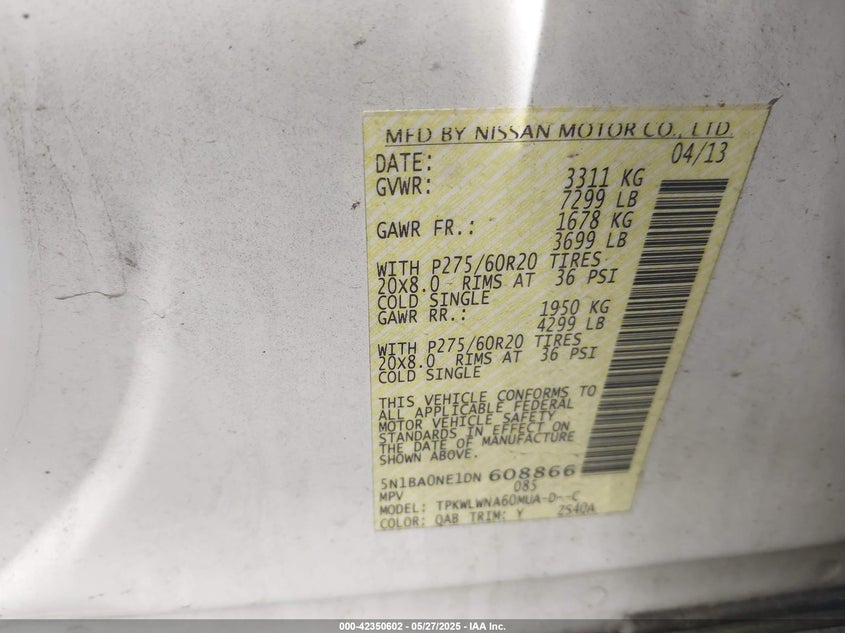 MFD BY NISSAN MOTOR CO., LTD.
DATE: 04/13
GVWR: 3311 KG
7299 LB
GAWR FR.: 1678 KG
3699 LB
WITH P275/60R20 TIRES
20X8.0 RIMS AT 36 PSI
COLD SINGLE
GAWR RR.: 1950 KG
4299 LB
WITH P275/60R20 TIRES
20X8.0 RIMS AT 36 PSI
COLD SINGLE
THIS VEHICLE CONFORMS TO
ALL APPLICABLE FEDERAL
MOTOR VEHICLE SAFETY
STANDARDS IN EFFECT ON
THE DATE OF MANUFACTURE
SHOWN ABOVE.
5N1BA0NE1DN 608866
MPV 085
MODEL:
COLOR: QAB TRIM: Y 2S40A
000-42350602 - 05/27/2025 - IAA Inc.